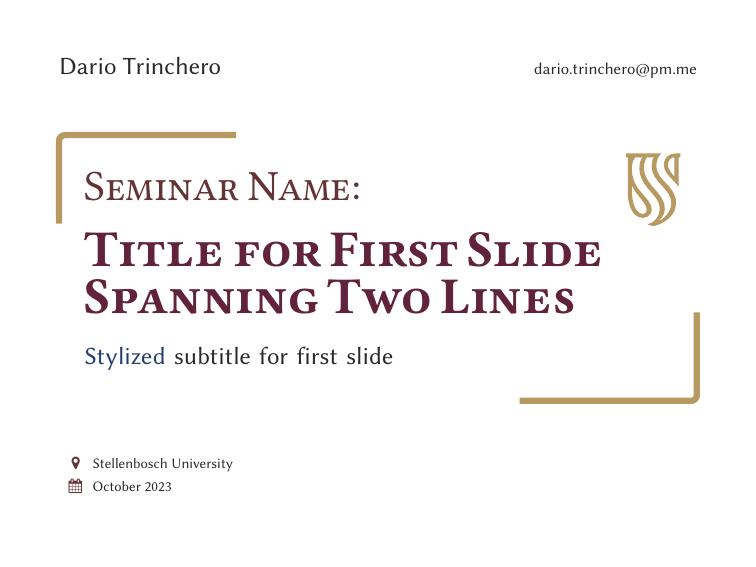 Dario Trinchero
dario.trinchero@pm.me
Seminar Name:
Title for First Slide
Spanning Two Lines
Stylized subtitle for first slide
Stellenbosch University
October 2023